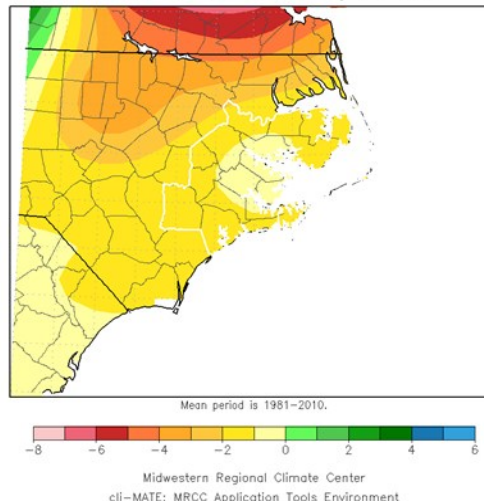 Mean period is 1981-2010.
-8 -6 -4 -2 0 2 4 6
Midwestern Regional Climate Center
cli-MATE: MRCC Application Tools Environment